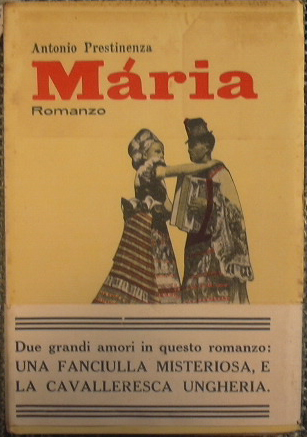 Antonio Prestinenza
Mária
Romanzo
Due grandi amori in questo romanzo:
UNA FANCIULLA MISTERIOSA, E
LA CAVALLERESCA UNGHERIA.